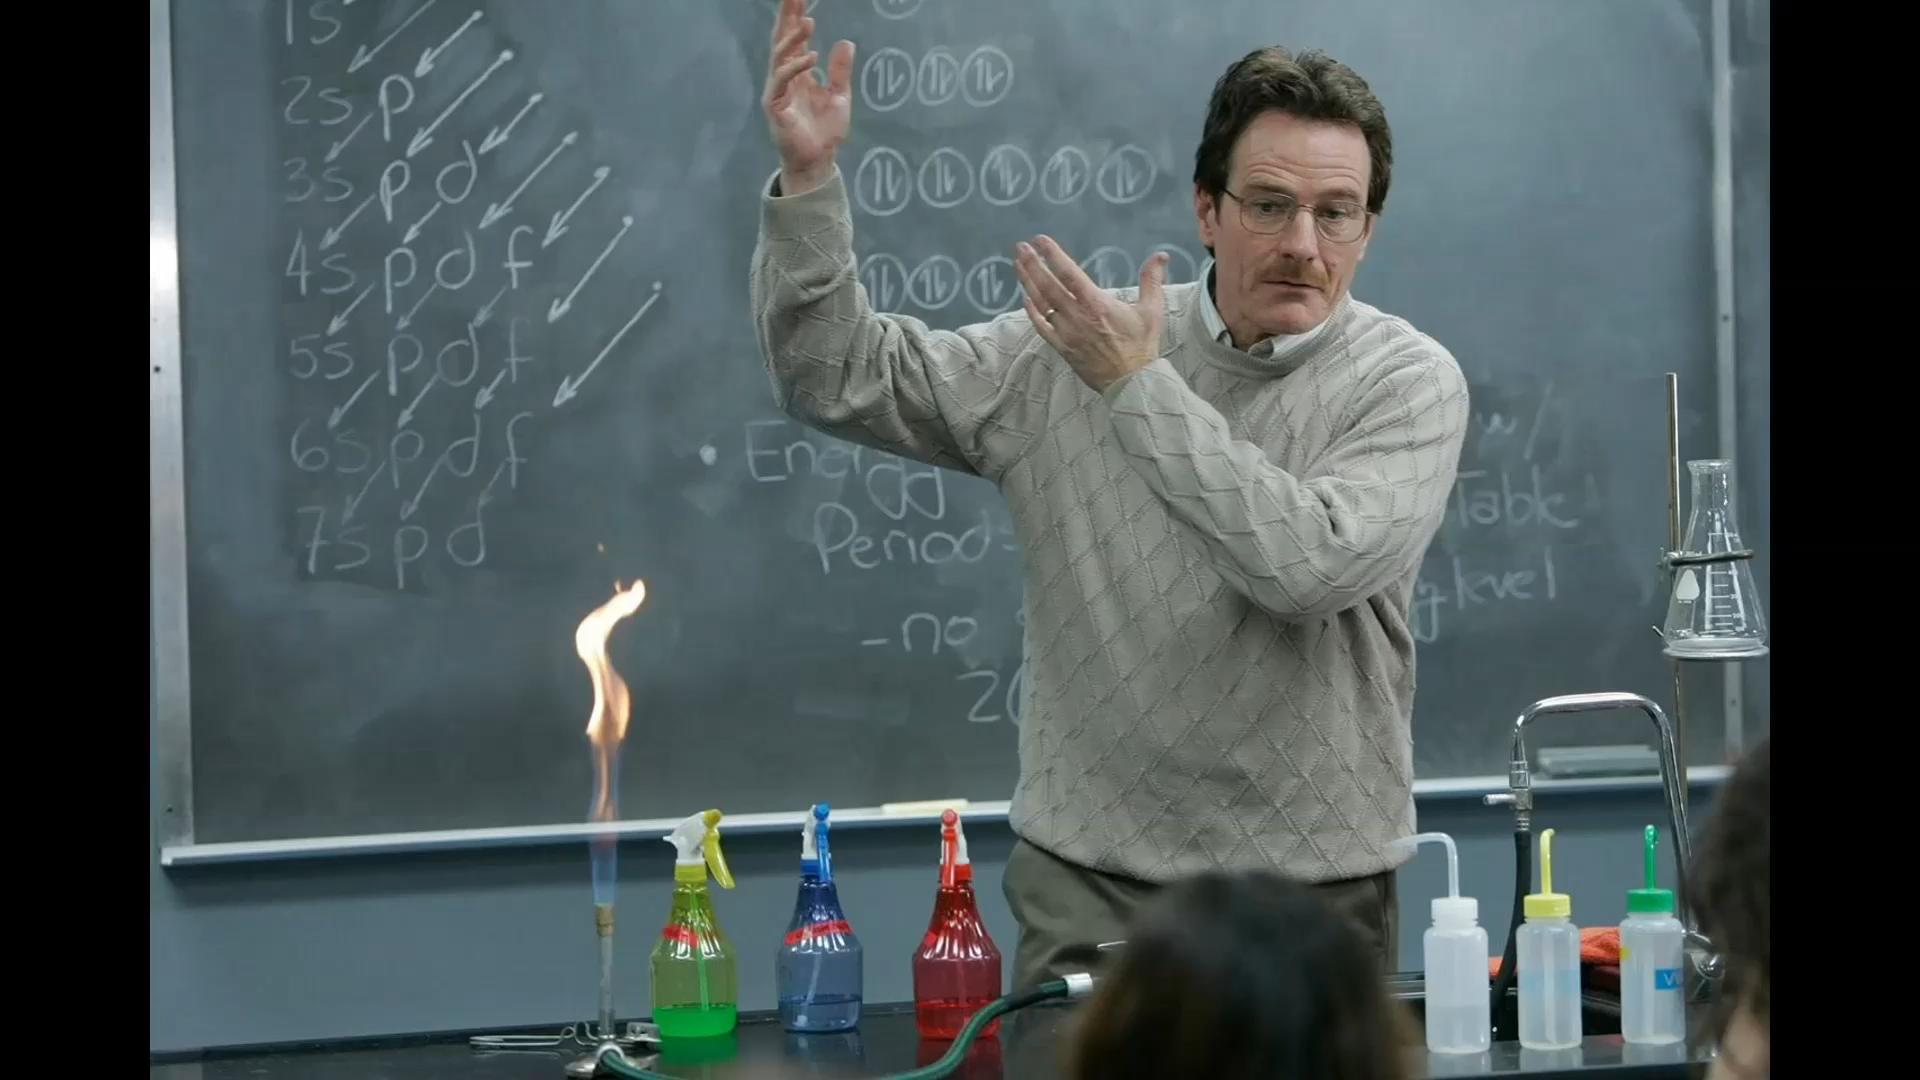 1s
2s p
3s p d
4s p d f
5s p d f
6s p d f
7s p d
• Energy w/
Period Table
level
- no